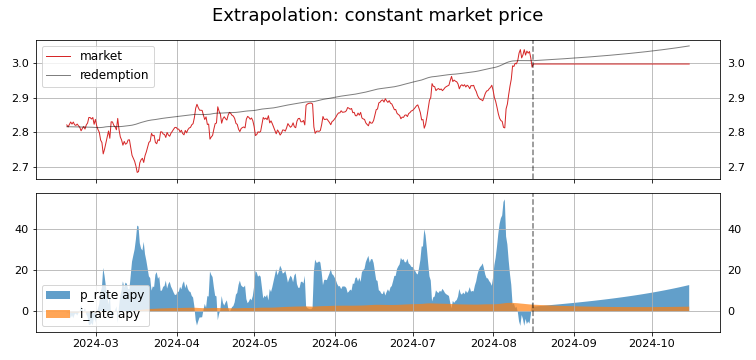 Extrapolation: constant market price
market
redemption
3.0
2.9
2.8
2.7
3.0
2.9
2.8
2.7
p_rate apy
i_rate apy
40
20
0
40
20
0
2024-03 2024-04 2024-05 2024-06 2024-07 2024-08 2024-09 2024-10